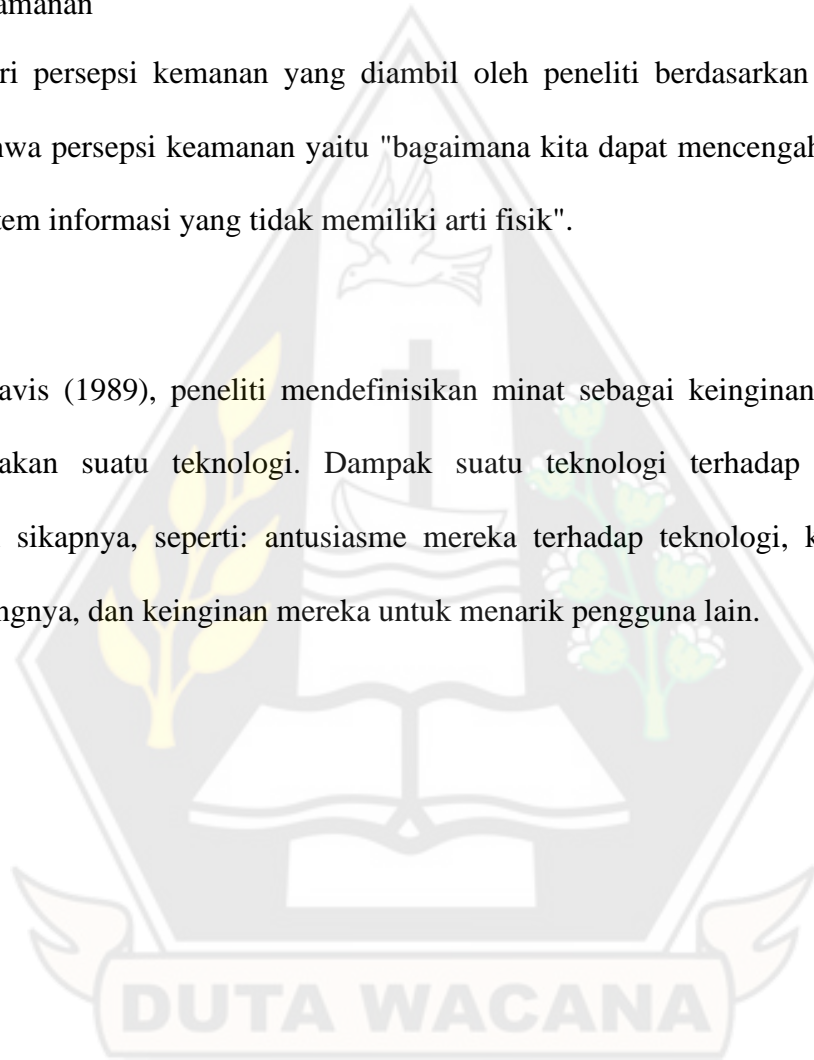 amanan
ri persepsi kemanan yang diambil oleh peneliti berdasarkan
hwa persepsi keamanan yaitu "bagaimana kita dapat mencengah
tem informasi yang tidak memiliki arti fisik".
avis (1989), peneliti mendefinisikan minat sebagai keinginan
akan suatu teknologi. Dampak suatu teknologi terhadap
sikapnya, seperti: antusiasme mereka terhadap teknologi, k
ngnya, dan keinginan mereka untuk menarik pengguna lain.
DUTA WACANA